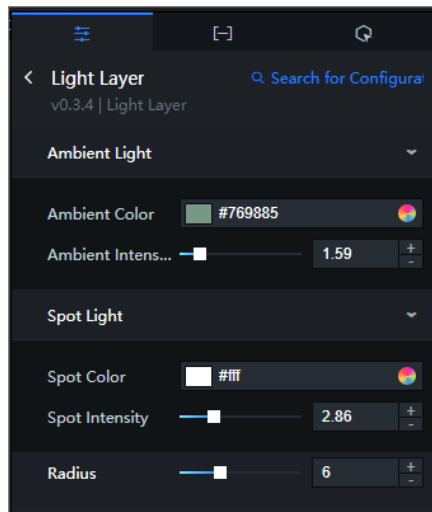 Light Layer
Search for Configurat
v0.3.4 | Light Layer
Ambient Light
Ambient Color #769885
Ambient Intens... 1.59 + -
Spot Light
Spot Color #fff
Spot Intensity 2.86 + -
Radius 6 + -